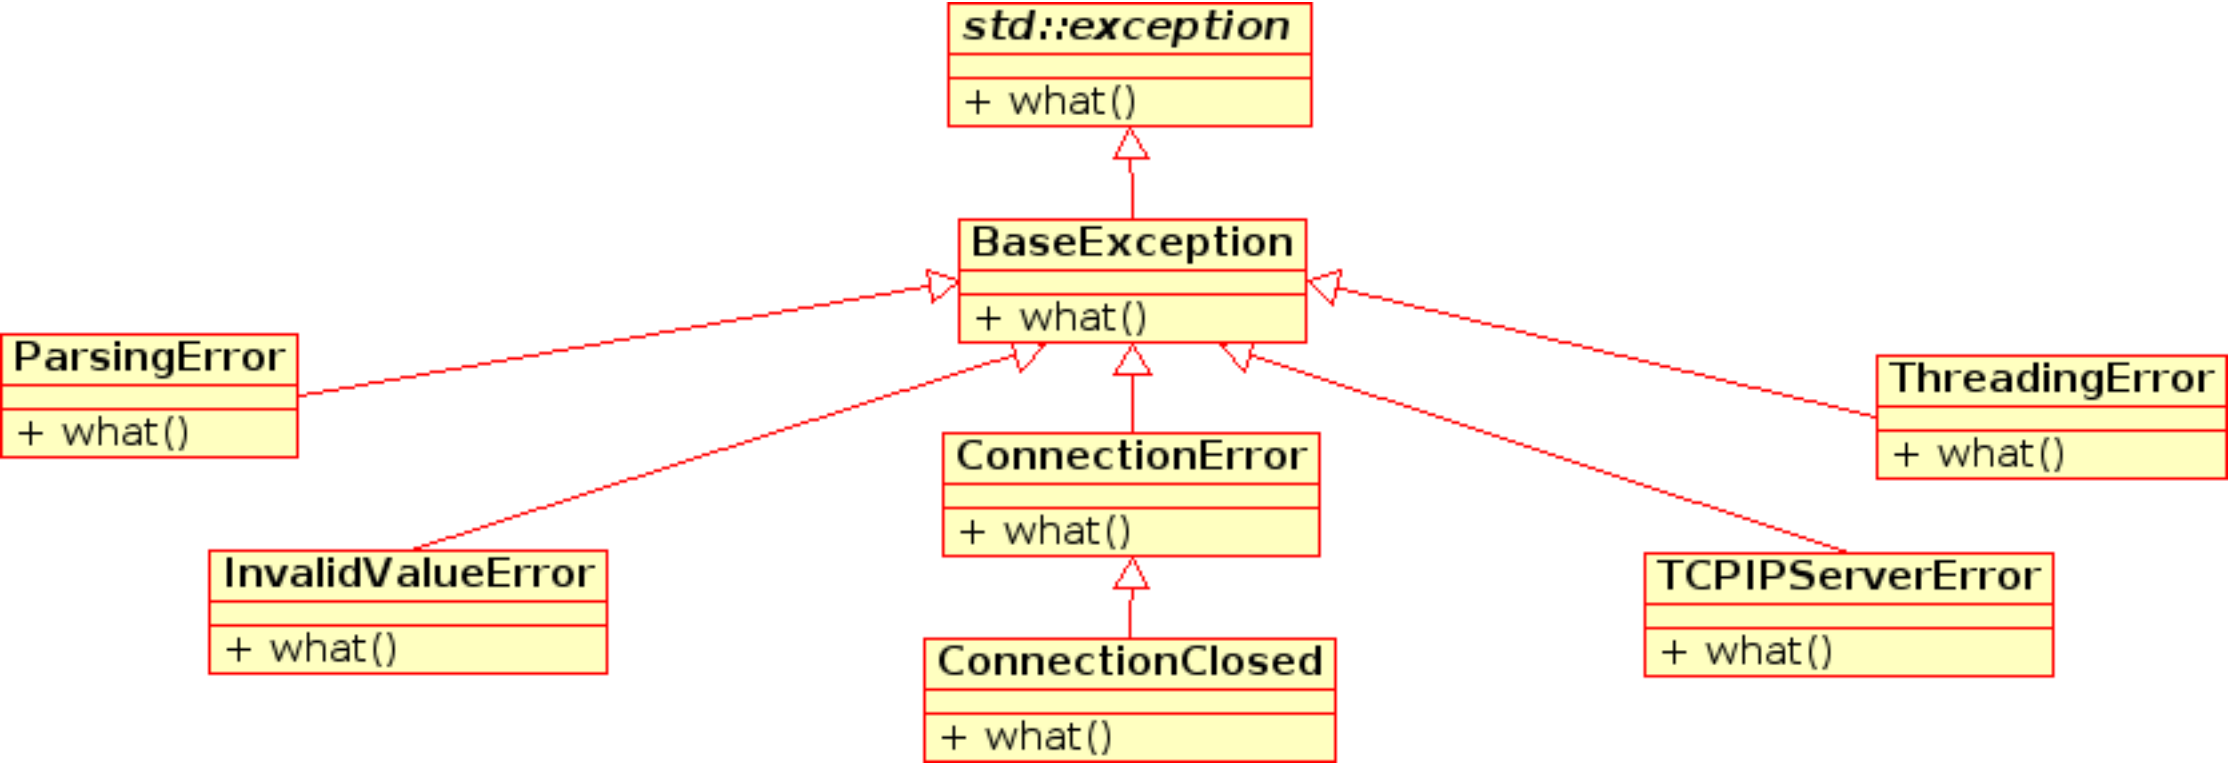 std::exception
+ what()
BaseException
+ what()
ParsingError
+ what()
ThreadingError
+ what()
ConnectionError
+ what()
InvalidValueError
+ what()
TCPIPServerError
+ what()
ConnectionClosed
+ what()